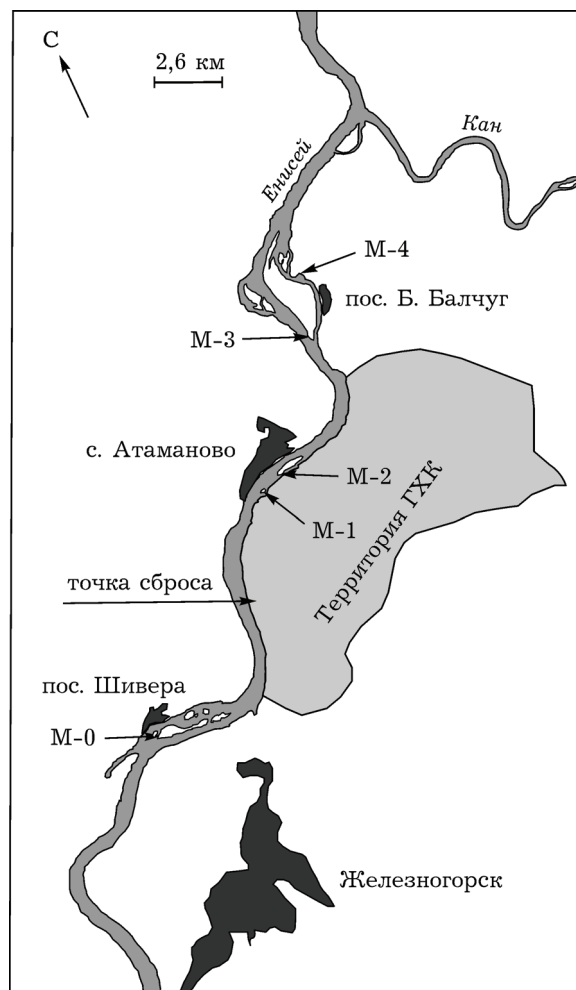 С
2,6 км
Кан
Енисей
М-4
пос. Б. Балчуг
М-3
с. Атаманово
М-2
М-1
Территория ГХК
точка сброса
пос. Шивера
М-0
Железногорск